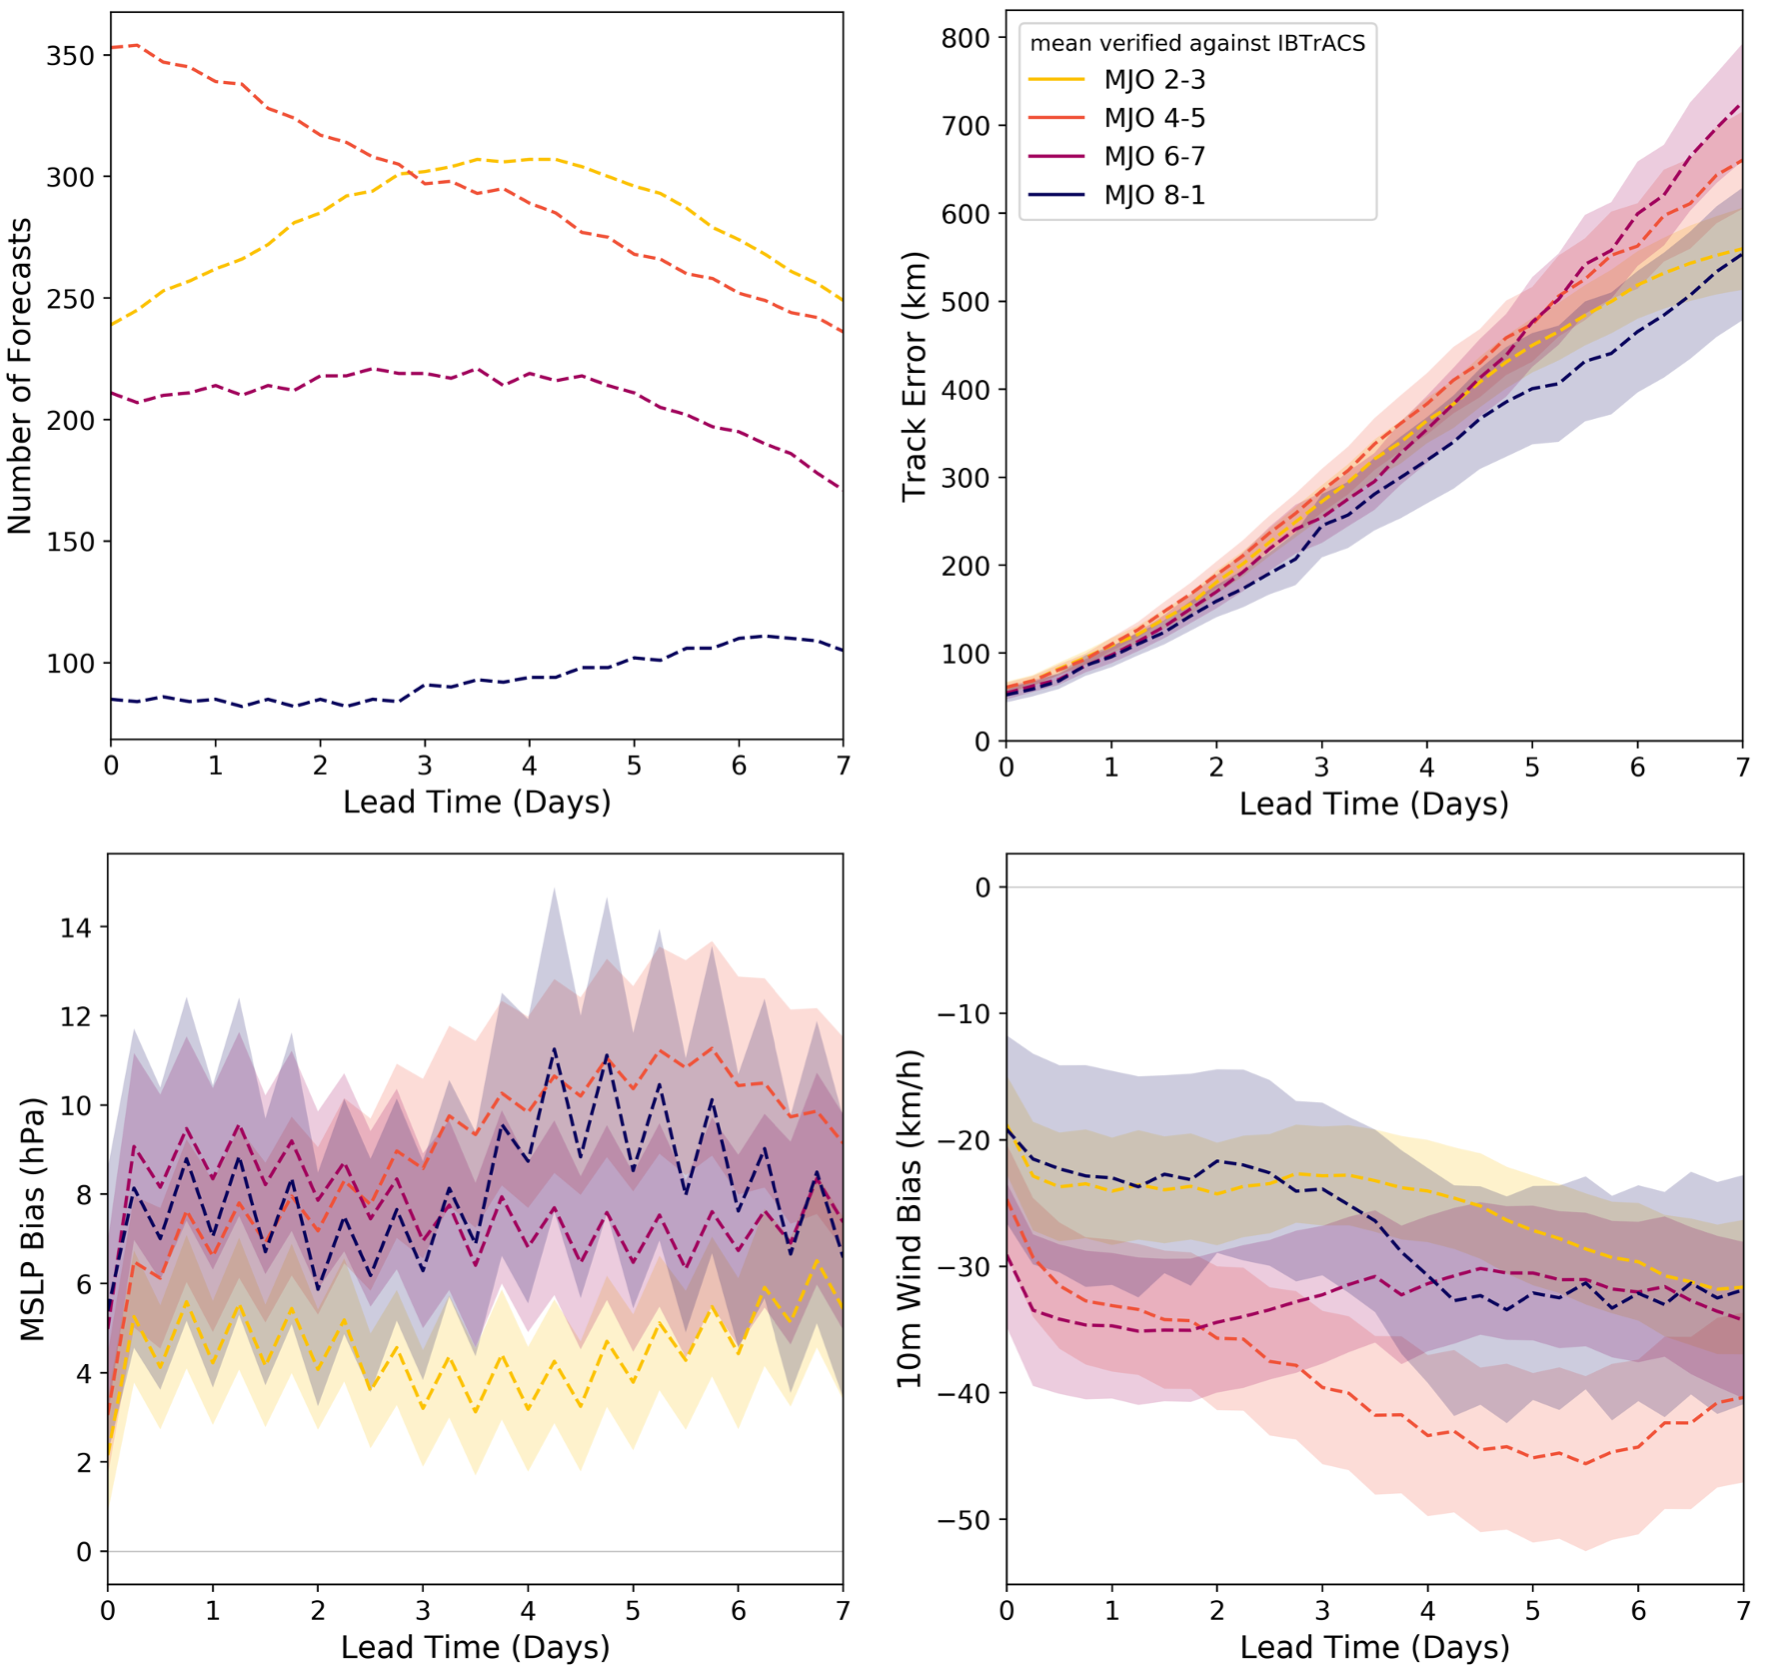 350
300
250
200
150
100
Number of Forecasts
0 1 2 3 4 5 6 7
Lead Time (Days)
800
700
600
500
400
300
200
100
0
Track Error (km)
mean verified against IBTrACS
MJO 2-3
MJO 4-5
MJO 6-7
MJO 8-1
0 1 2 3 4 5 6 7
Lead Time (Days)
14
12
10
8
6
4
2
0
MSLP Bias (hPa)
0 1 2 3 4 5 6 7
Lead Time (Days)
0
−10
−20
−30
−40
−50
10m Wind Bias (km/h)
0 1 2 3 4 5 6 7
Lead Time (Days)